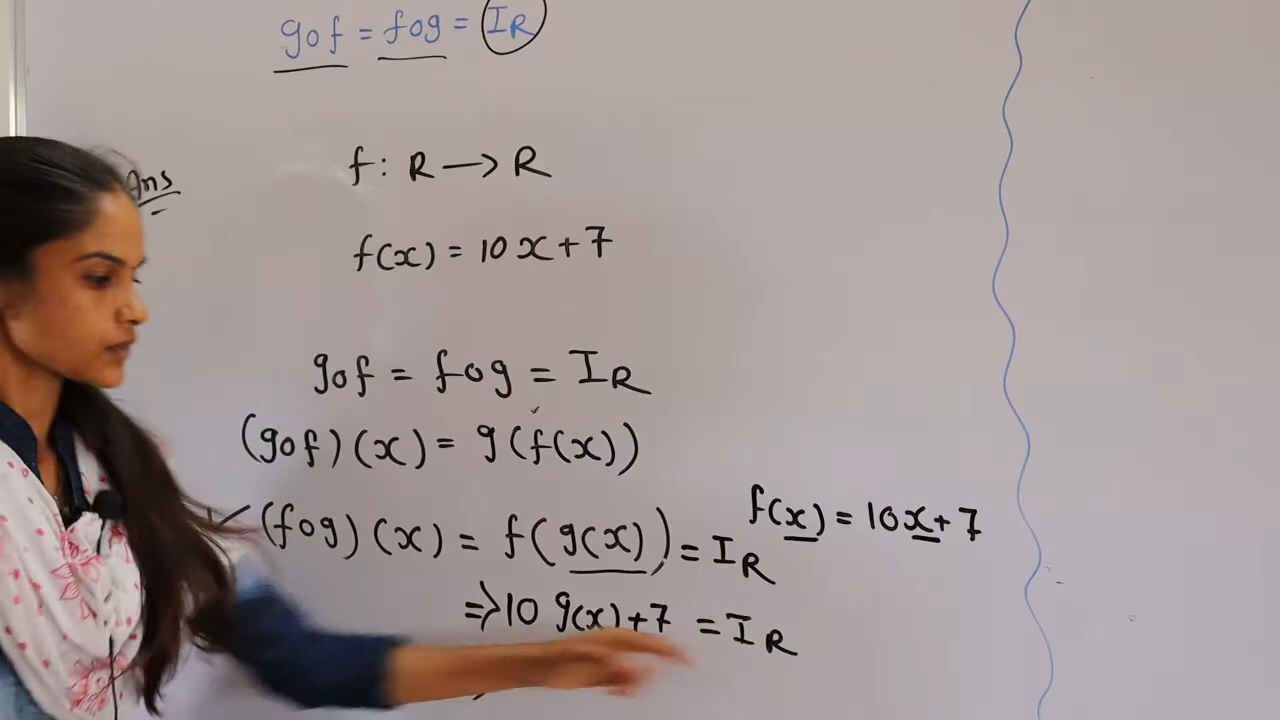 gof = fog = IR
Ans
f: R → R
f(x) = 10x+7
gof = fog = IR
(gof)(x) = g(f(x))
(fog)(x) = f(g(x)) = IR
f(x) = 10x+7
⇒10 g(x)+7 = IR